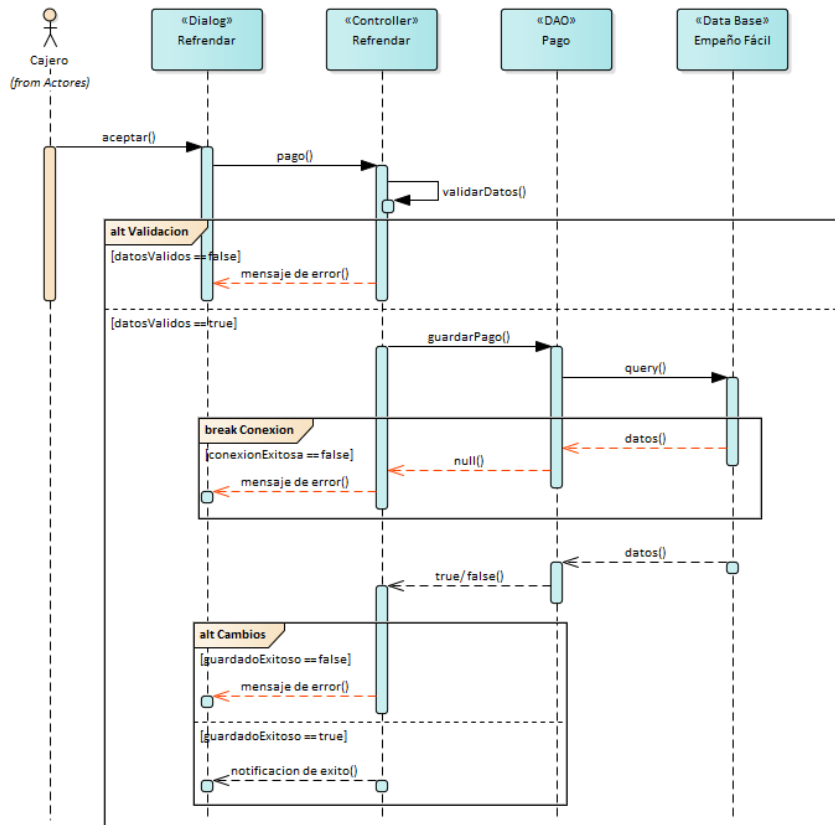 «Dialog»
Refrendar
«Controller»
Refrendar
«DAO»
Pago
«Data Base»
Empeño Fácil
Cajero
(from Actores)
aceptar()
pago()
validarDatos()
alt Validacion
[datosValidos ==false]
mensaje de error()
[datosValidos ==true]
guardarPago()
query()
break Conexion
datos()
[conexionExitosa ==false]
null()
mensaje de error()
datos()
true/false()
alt Cambios
[guardadoExitoso ==false]
mensaje de error()
[guardadoExitoso ==true]
notificacion de exito()